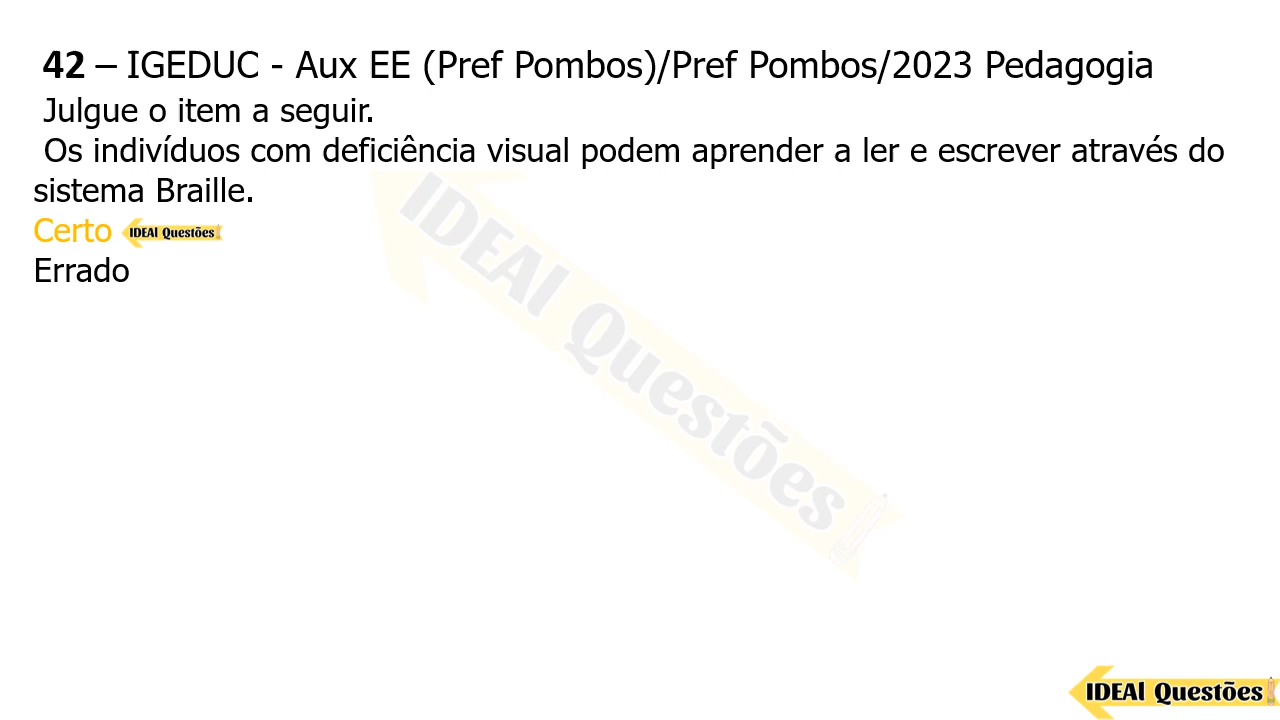 42 – IGEDUC - Aux EE (Pref Pombos)/Pref Pombos/2023 Pedagogia
Julgue o item a seguir.
Os indivíduos com deficiência visual podem aprender a ler e escrever através do
sistema Braille.
Certo IDEAl Questões
Errado
IDEAl Questões
IDEAl Questões